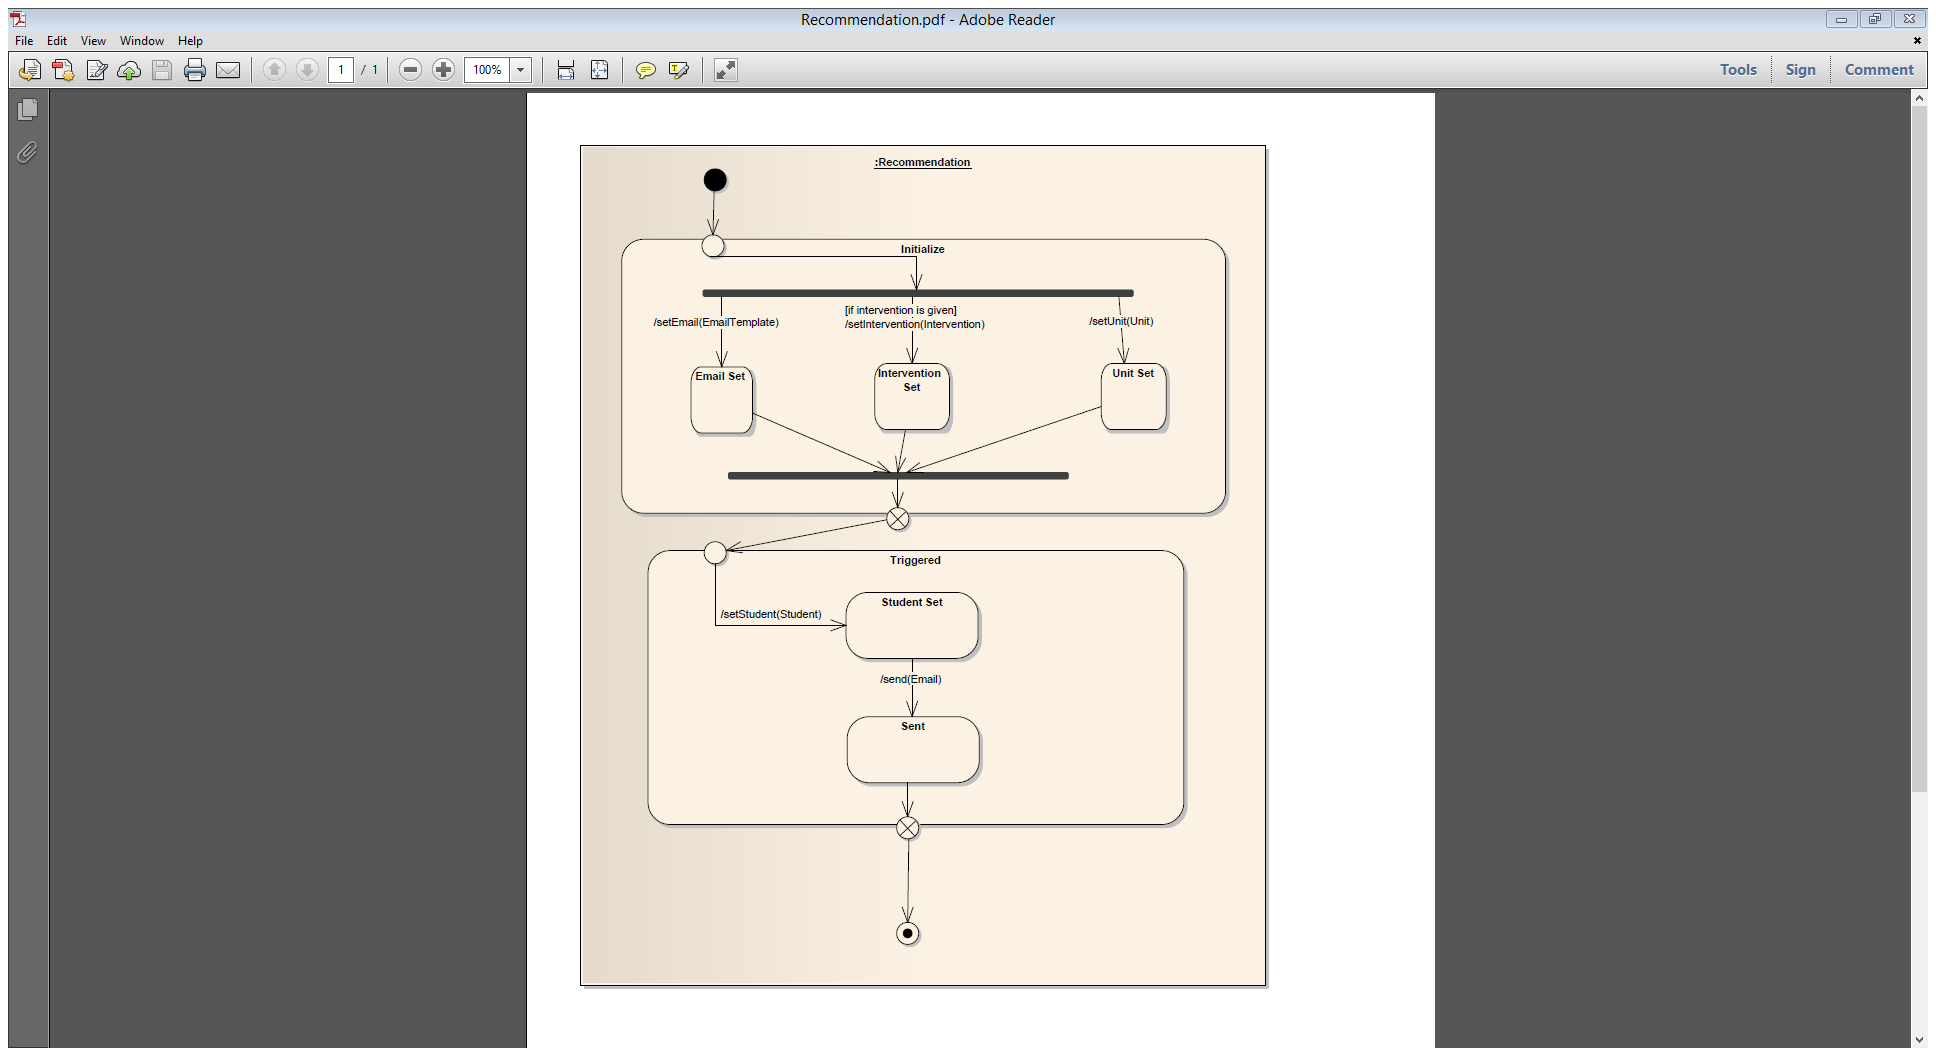 Recommendation.pdf - Adobe Reader
File Edit View Window Help
1 / 1 100% Tools Sign Comment
:Recommendation
Initialize
[if intervention is given]
/setEmail(EmailTemplate) /setIntervention(Intervention) /setUnit(Unit)
Email Set
Intervention
Set
Unit Set
Triggered
Student Set
/setStudent(Student)
/send(Email)
Sent